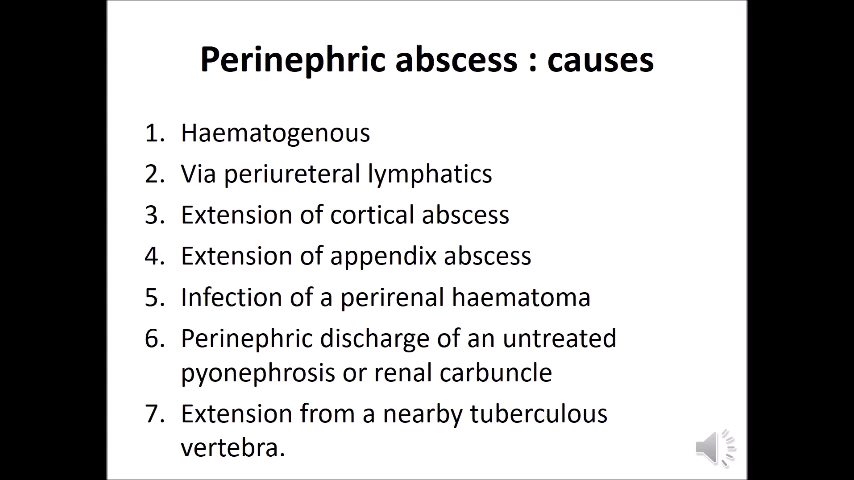 Perinephric abscess : causes
1. Haematogenous
2. Via periureteral lymphatics
3. Extension of cortical abscess
4. Extension of appendix abscess
5. Infection of a perirenal haematoma
6. Perinephric discharge of an untreated
pyonephrosis or renal carbuncle
7. Extension from a nearby tuberculous
vertebra.